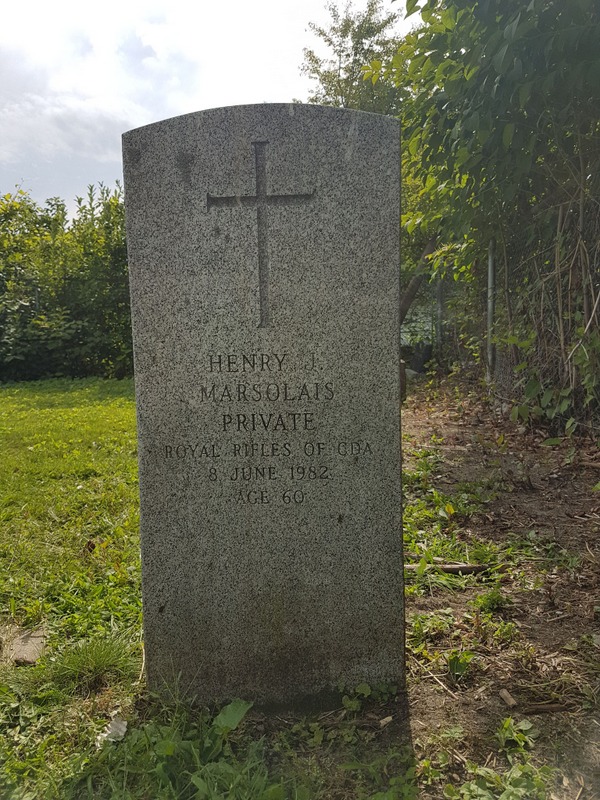 HENRY J.
MARSOLAIS
PRIVATE
ROYAL RIFLES OF CDA
8 JUNE 1982
AGE 60